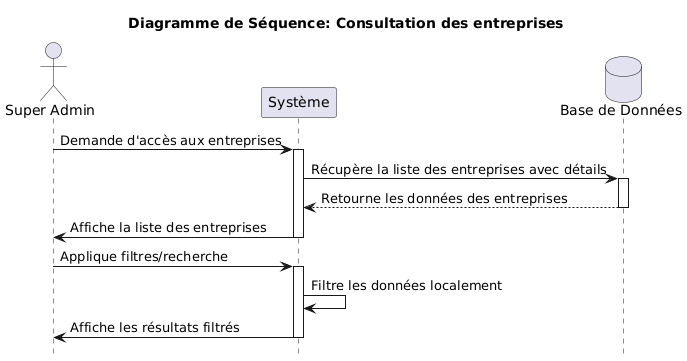 Diagramme de Séquence: Consultation des entreprises
Super Admin
Système
Base de Données
Demande d'accès aux entreprises
Récupère la liste des entreprises avec détails
Retourne les données des entreprises
Affiche la liste des entreprises
Applique filtres/recherche
Filtre les données localement
Affiche les résultats filtrés